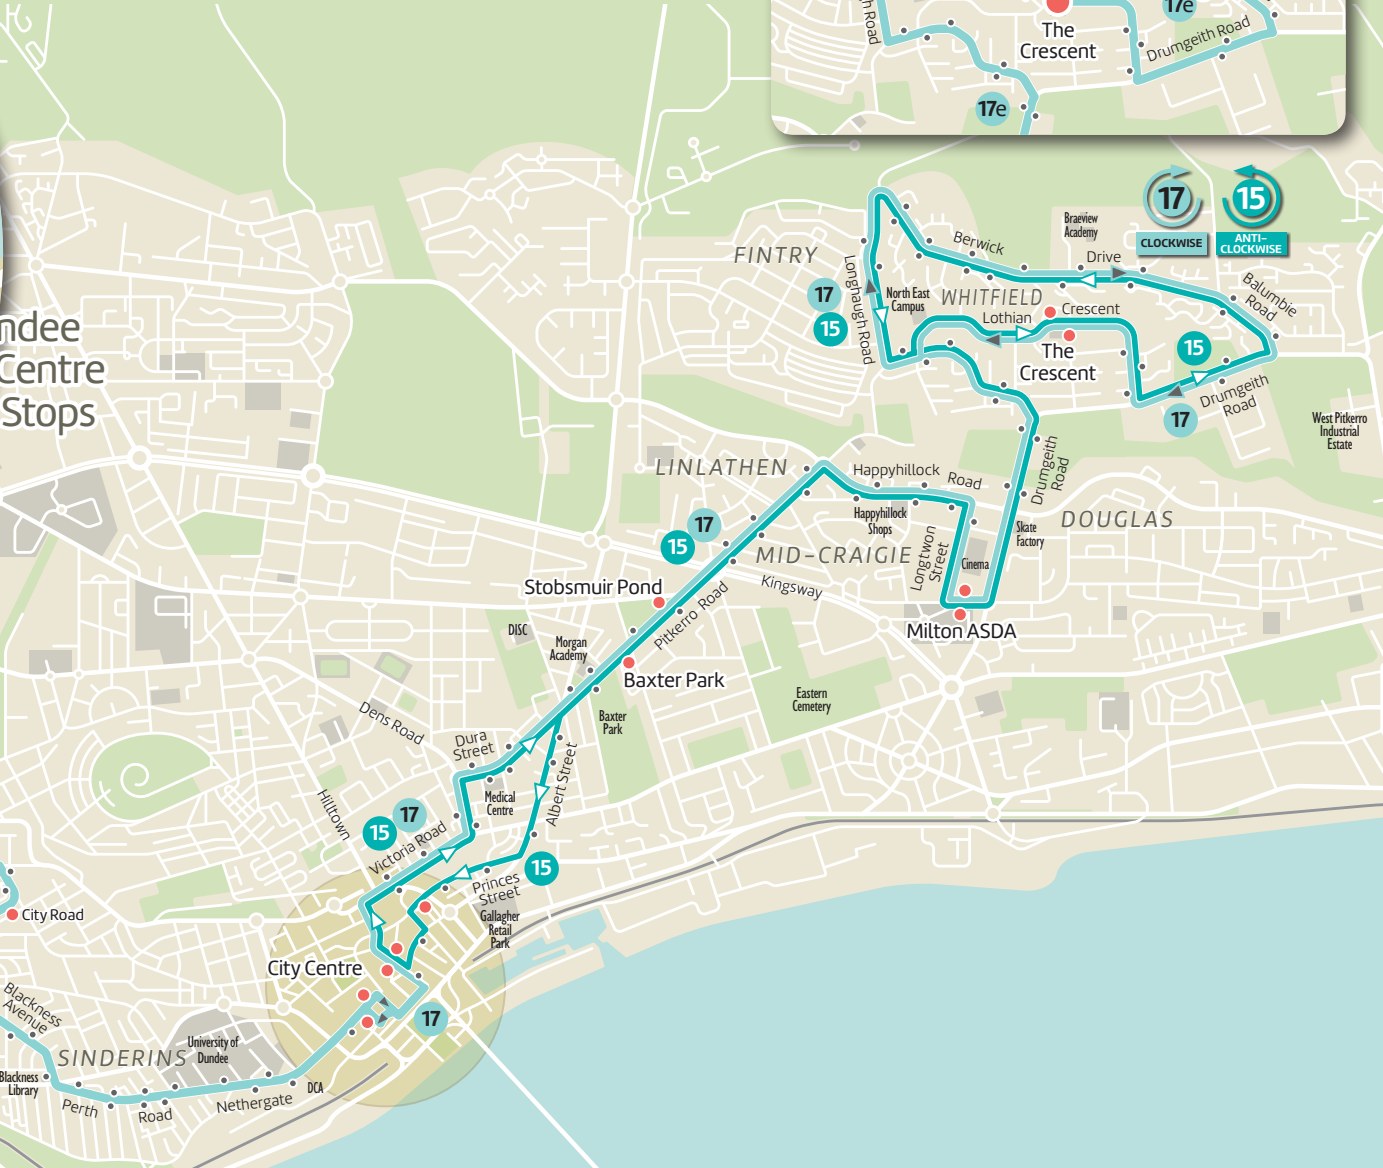 17e
h Road
The
Crescent
Drumgeith Road
17e
17
15
CLOCKWISE
ANTI-
CLOCKWISE
Braeview
Academy
FINTRY
Berwick
Drive
Balumbie
Road
Longhaugh Road
North East
Campus
WHITFIELD
Lothian
Crescent
17
15
The
Crescent
15
17
Drumgeith
Road
ndee
Centre
Stops
West Pitkerro
Industrial
Estate
LINLATHEN
Happyhillock
Road
Drumgeith
Road
Happyhillock
Shops
DOUGLAS
Skate
Factory
17
15
MID-CRAIGIE
Longtwon
Street
Cinema
Kingsway
Stobsmuir Pond
Pitkerro Road
Milton ASDA
DISC
Morgan
Academy
Baxter Park
Eastern
Cemetery
Baxter
Park
Dens Road
Dura
Street
Albert Street
Medical
Centre
Hilltown
17
15
Victoria Road
15
Princes
Street
Gallagher
Retail
Park
City Road
City Centre
17
Blackness
Avenue
University of
Dundee
SINDERINS
Blackness
Library
DCA
Perth
Road
Nethergate